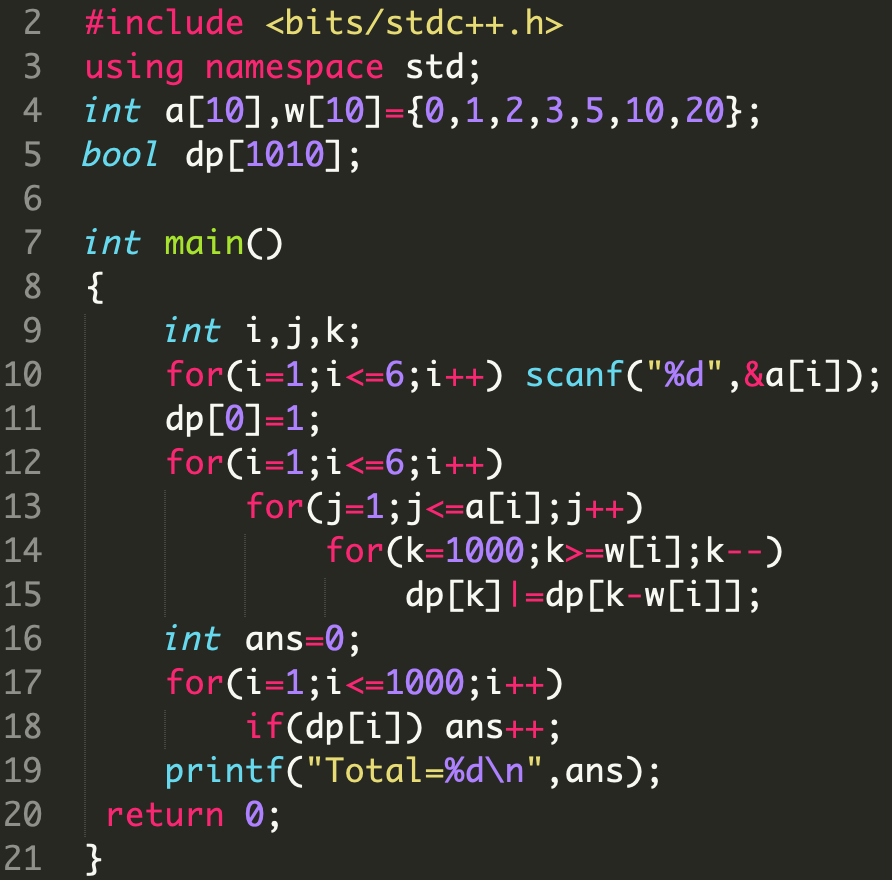 2 #include <bits/stdc++.h>
3 using namespace std;
4 int a[10],w[10]={0,1,2,3,5,10,20};
5 bool dp[1010];
6
7 int main()
8 {
9 int i,j,k;
10 for(i=1;i<=6;i++) scanf("%d",&a[i]);
11 dp[0]=1;
12 for(i=1;i<=6;i++)
13 for(j=1;j<=a[i];j++)
14 for(k=1000;k>=w[i];k--)
15 dp[k]|=dp[k-w[i]];
16 int ans=0;
17 for(i=1;i<=1000;i++)
18 if(dp[i]) ans++;
19 printf("Total=%d\n",ans);
20 return 0;
21 }